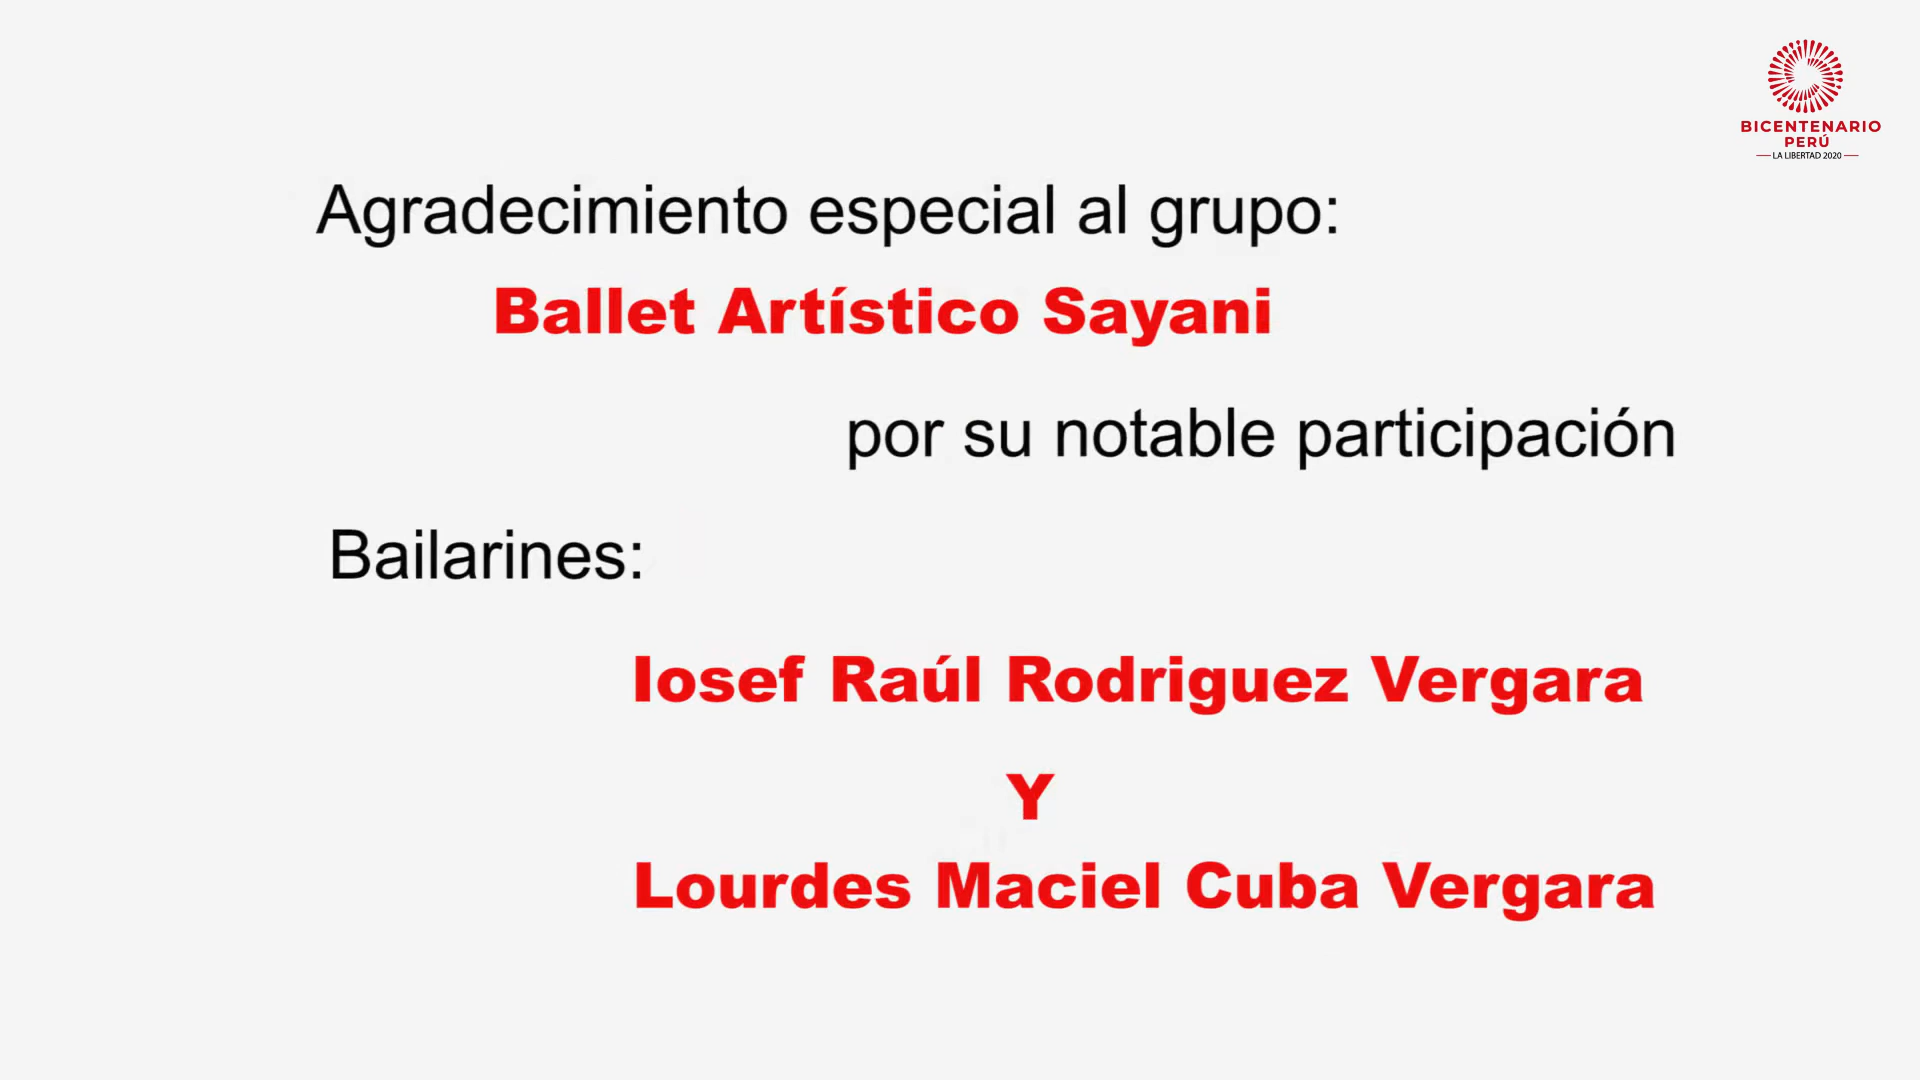 BICENTENARIO
PERÚ
LA LIBERTAD 2020
Agradecimiento especial al grupo:
Ballet Artístico Sayani
por su notable participación
Bailarines:
Iosef Raúl Rodriguez Vergara
Y
Lourdes Maciel Cuba Vergara